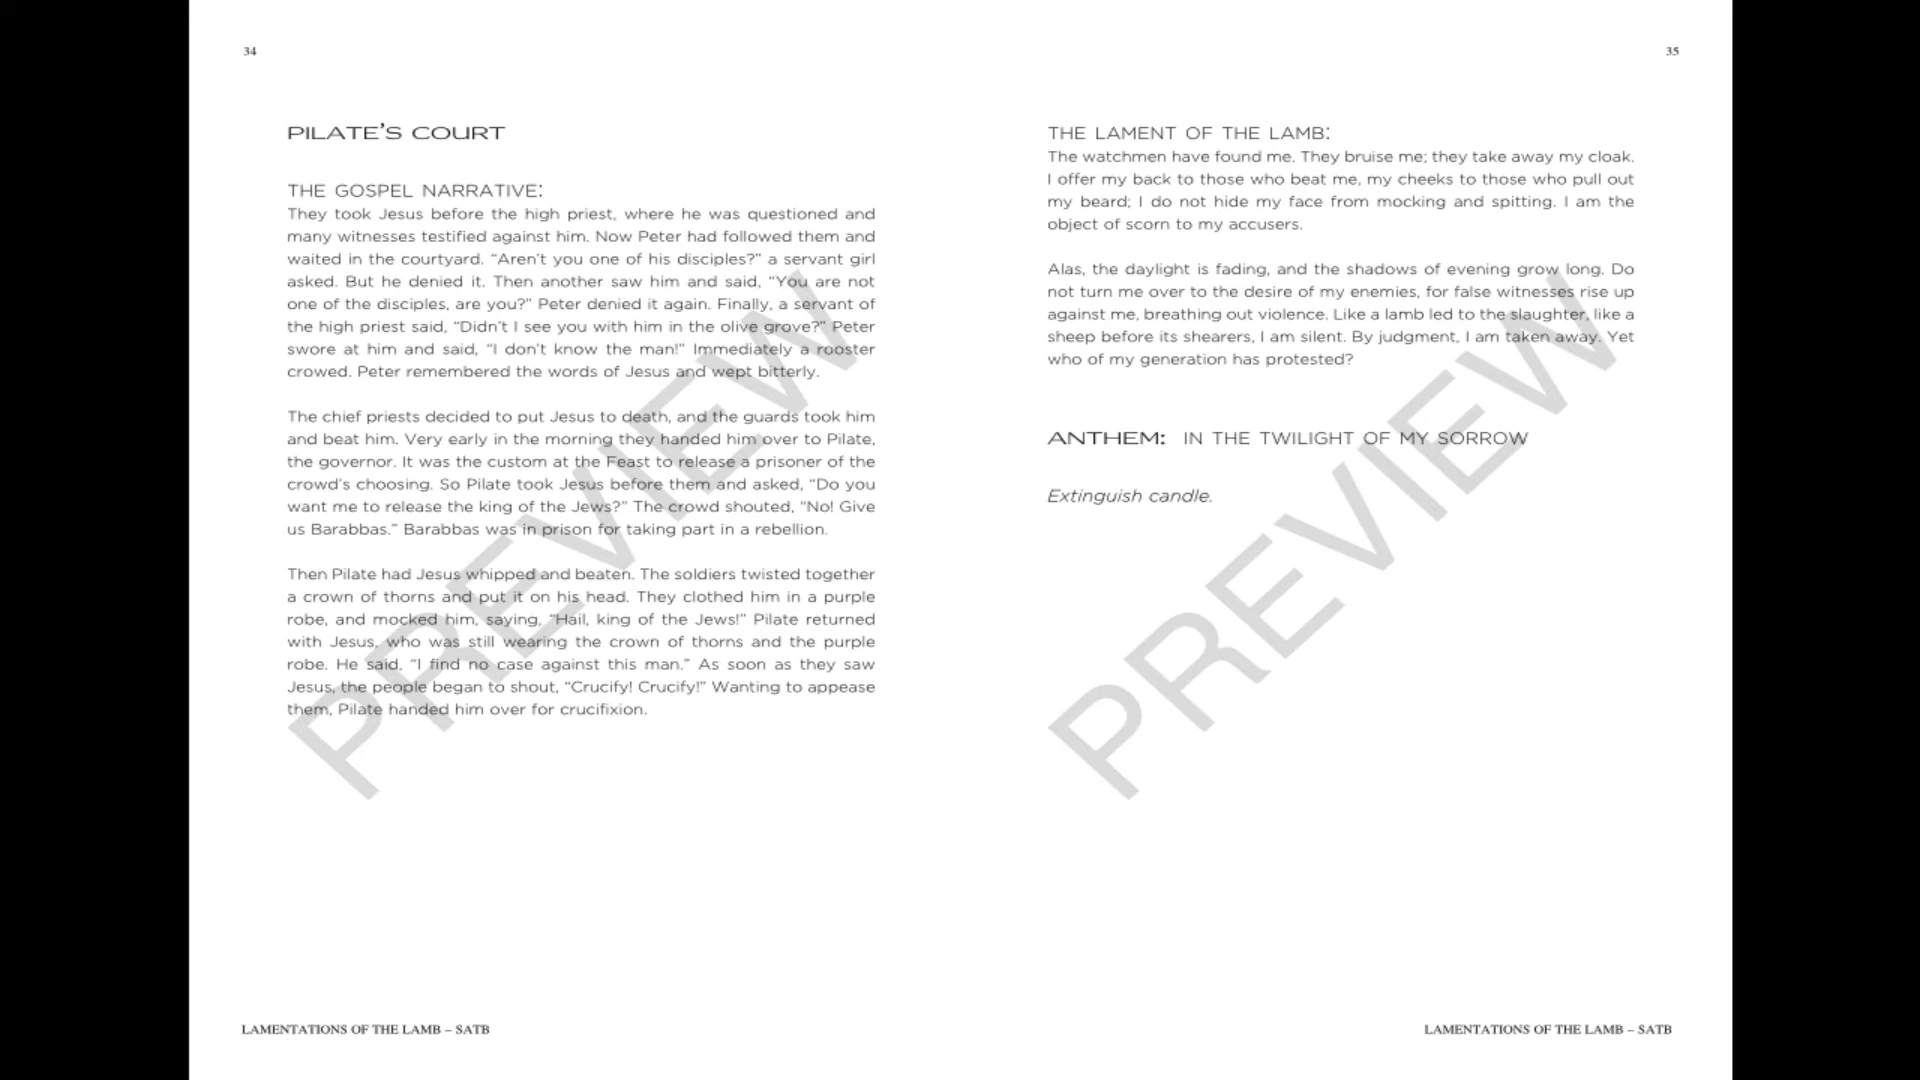 34
PILATE’S COURT
THE GOSPEL NARRATIVE:
They took Jesus before the high priest, where he was questioned and
many witnesses testified against him. Now Peter had followed them and
waited in the courtyard. “Aren’t you one of his disciples?” a servant girl
asked. But he denied it. Then another saw him and said, “You are not
one of the disciples, are you?” Peter denied it again. Finally, a servant of
the high priest said, “Didn’t I see you with him in the olive grove?” Peter
swore at him and said, “I don’t know the man!” Immediately a rooster
crowed. Peter remembered the words of Jesus and wept bitterly.
The chief priests decided to put Jesus to death, and the guards took him
and beat him. Very early in the morning they handed him over to Pilate,
the governor. It was the custom at the Feast to release a prisoner of the
crowd’s choosing. So Pilate took Jesus before them and asked, “Do you
want me to release the king of the Jews?” The crowd shouted, “No! Give
us Barabbas.” Barabbas was in prison for taking part in a rebellion.
Then Pilate had Jesus whipped and beaten. The soldiers twisted together
a crown of thorns and put it on his head. They clothed him in a purple
robe, and mocked him, saying, “Hail, king of the Jews!” Pilate returned
with Jesus, who was still wearing the crown of thorns and the purple
robe. He said, “I find no case against this man.” As soon as they saw
Jesus, the people began to shout, “Crucify! Crucify!” Wanting to appease
them, Pilate handed him over for crucifixion.
PREVIEW
LAMENTATIONS OF THE LAMB – SATB
35
THE LAMENT OF THE LAMB:
The watchmen have found me. They bruise me; they take away my cloak.
I offer my back to those who beat me, my cheeks to those who pull out
my beard; I do not hide my face from mocking and spitting. I am the
object of scorn to my accusers.
Alas, the daylight is fading, and the shadows of evening grow long. Do
not turn me over to the desire of my enemies, for false witnesses rise up
against me, breathing out violence. Like a lamb led to the slaughter, like a
sheep before its shearers, I am silent. By judgment, I am taken away. Yet
who of my generation has protested?
ANTHEM: IN THE TWILIGHT OF MY SORROW
Extinguish candle.
PREVIEW
LAMENTATIONS OF THE LAMB – SATB